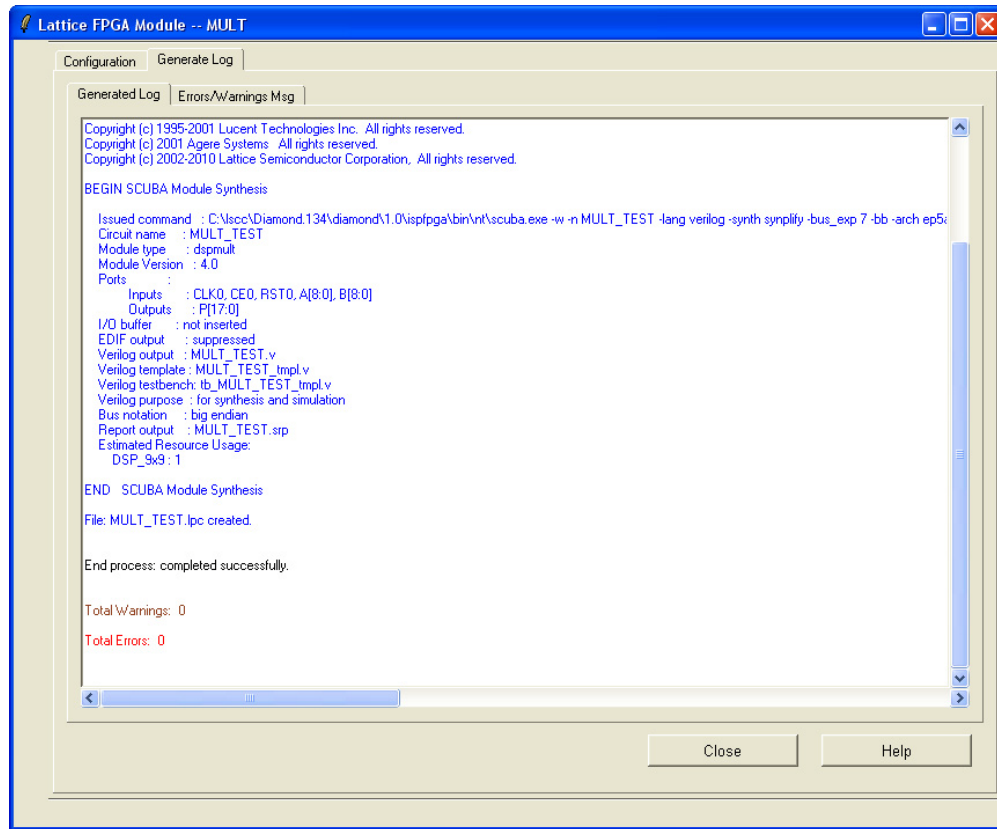 Lattice FPGA Module -- MULT
Configuration
Generate Log
Generated Log
Errors/Warnings Msg
Copyright (c) 1995-2001 Lucent Technologies Inc. All rights reserved.
Copyright (c) 2001 Agere Systems All rights reserved.
Copyright (c) 2002-2010 Lattice Semiconductor Corporation, All rights reserved.
BEGIN SCUBA Module Synthesis
Issued command : C:\lscc\Diamond.134\diamond\1.0\ispfpga\bin\nt\scuba.exe -w -n MULT_TEST -lang verilog -synth synplify -bus_exp 7 -bb -arch ep5a
Circuit name : MULT_TEST
Module type : dspmult
Module Version : 4.0
Ports :
Inputs : CLK0, CE0, RST0, A[8:0], B[8:0]
Outputs : P[17:0]
I/O buffer : not inserted
EDIF output : suppressed
Verilog output : MULT_TEST.v
Verilog template : MULT_TEST_tmpl.v
Verilog testbench: tb_MULT_TEST_tmpl.v
Verilog purpose : for synthesis and simulation
Bus notation : big endian
Report output : MULT_TEST.srp
Estimated Resource Usage:
DSP_9x9 : 1
END SCUBA Module Synthesis
File: MULT_TEST.lpc created.
End process: completed successfully.
Total Warnings: 0
Total Errors: 0
Close
Help